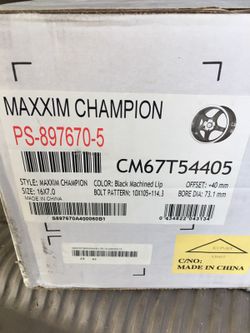 MAXXIM CHAMPION
PS-897670-5
CM67T54405
STYLE: MAXXIM CHAMPION COLOR: Black Machined Lip OFFSET: +40 mm
SIZE: 16X7.0 BOLT PATTERN: 10X105-114.3 BORE DIA: 73.1 mm
MADE IN CHINA
S897670A40006GB1
C/NO:
MADE IN CHINA